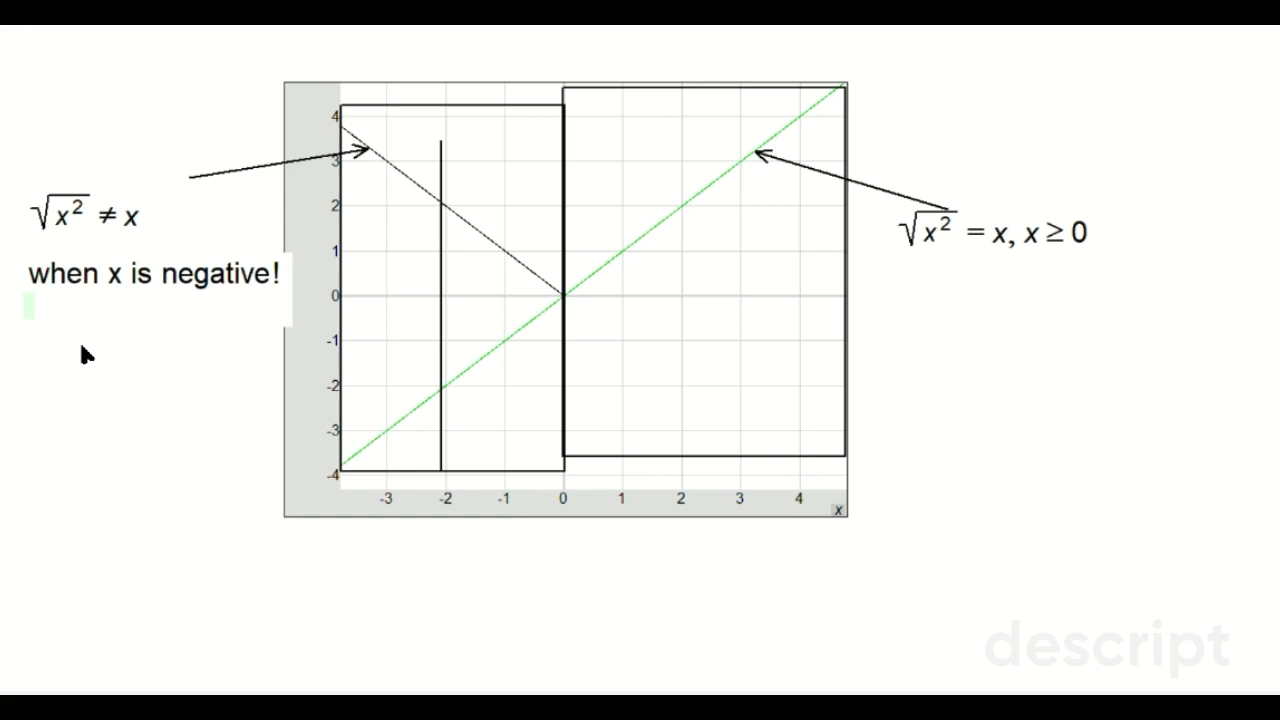 √x² ≠ x
when x is negative!
4
3
2
1
0
-1
-2
-3
-4
-3 -2 -1 0 1 2 3 4
x
√x² = x, x ≥ 0
descript